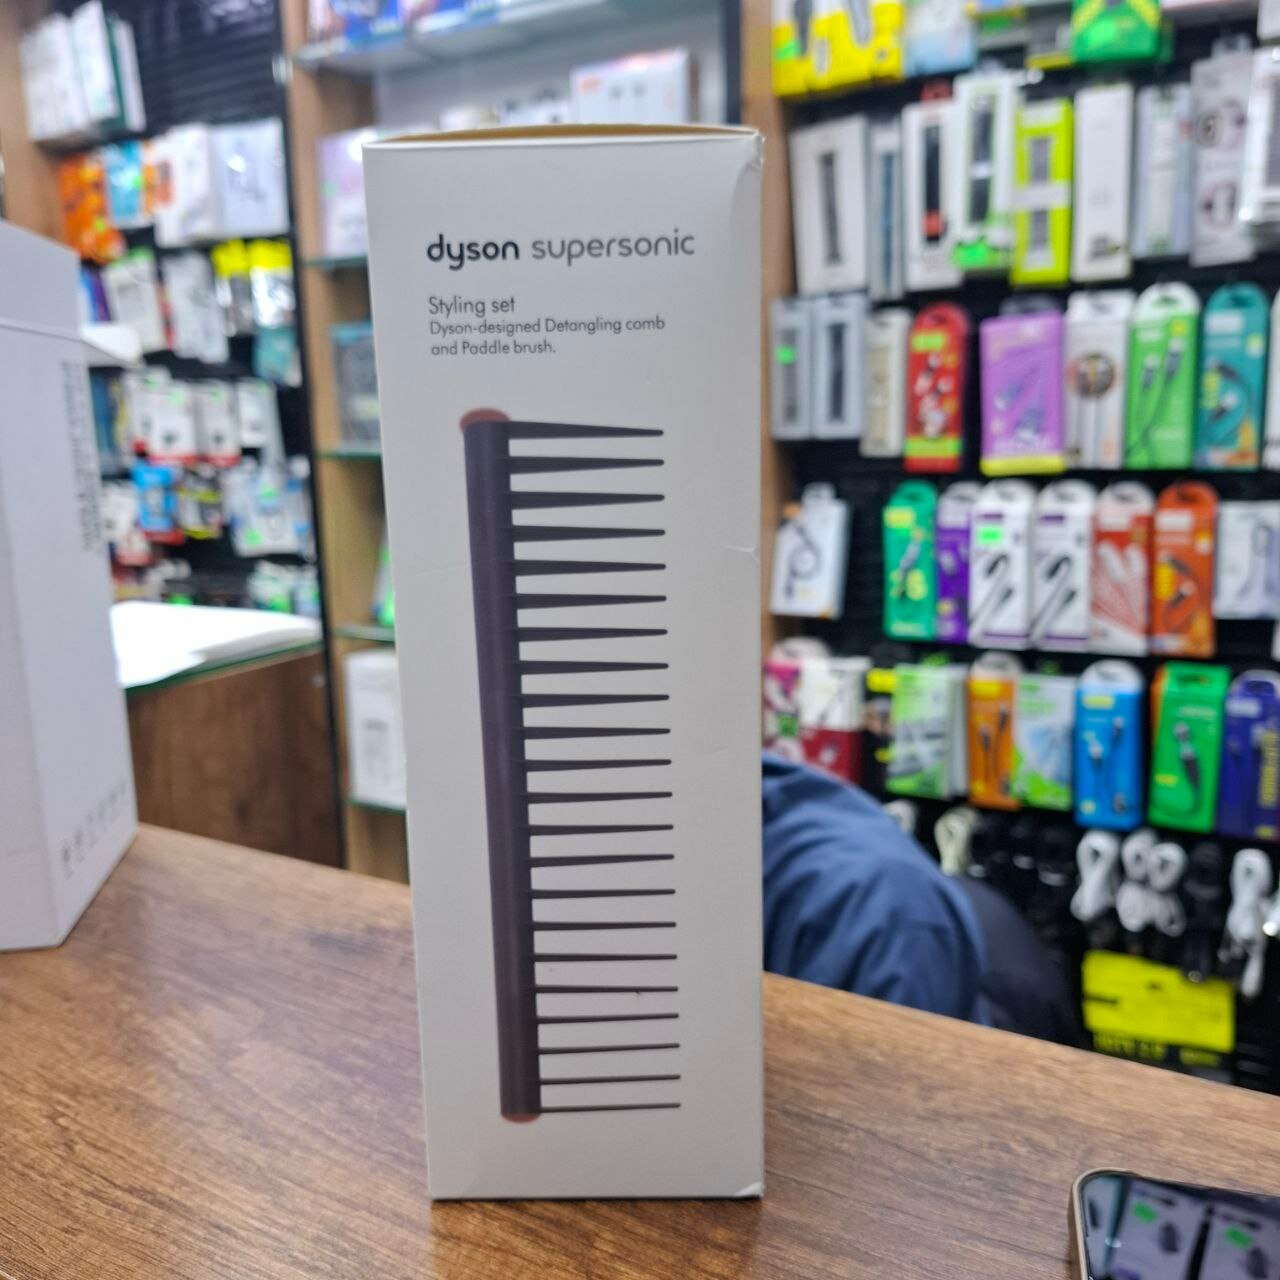 dyson supersonic
Styling set
Dyson-designed Detangling comb
and Paddle brush.